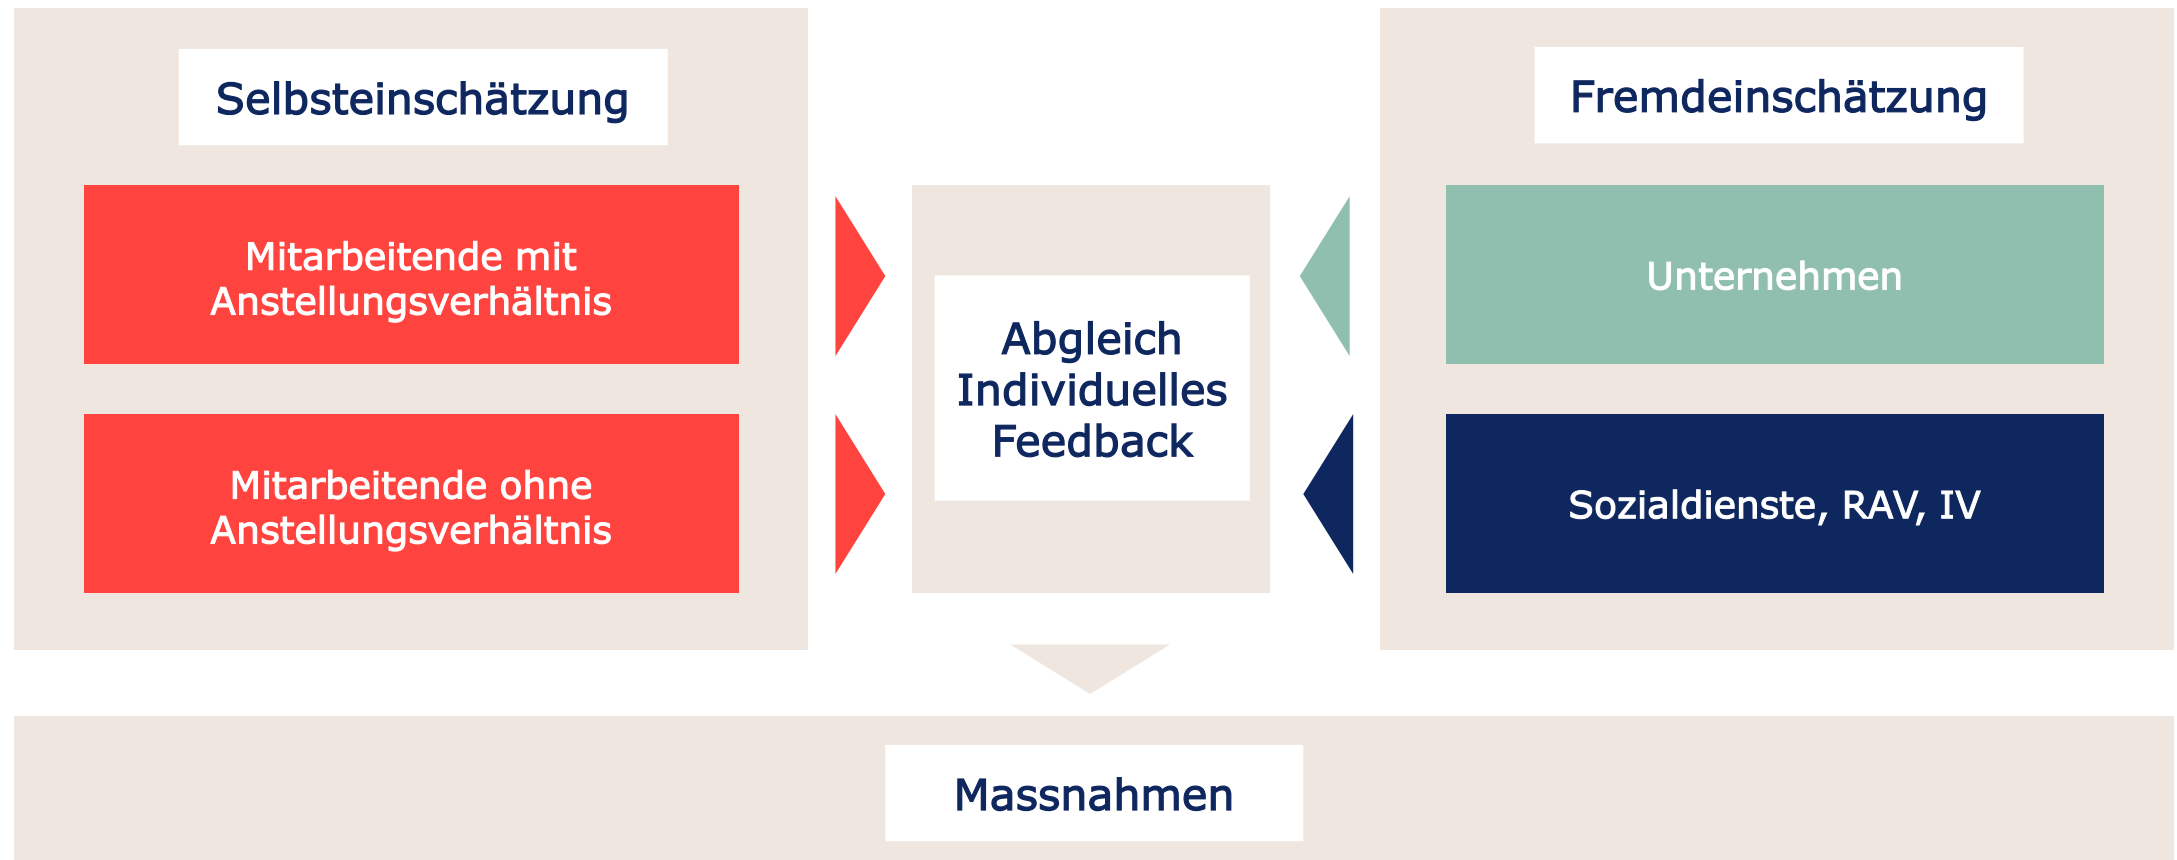 Selbsteinschätzung
Mitarbeitende mit
Anstellungsverhältnis
Mitarbeitende ohne
Anstellungsverhältnis
Abgleich
Individuelles
Feedback
Fremdeinschätzung
Unternehmen
Sozialdienste, RAV, IV
Massnahmen